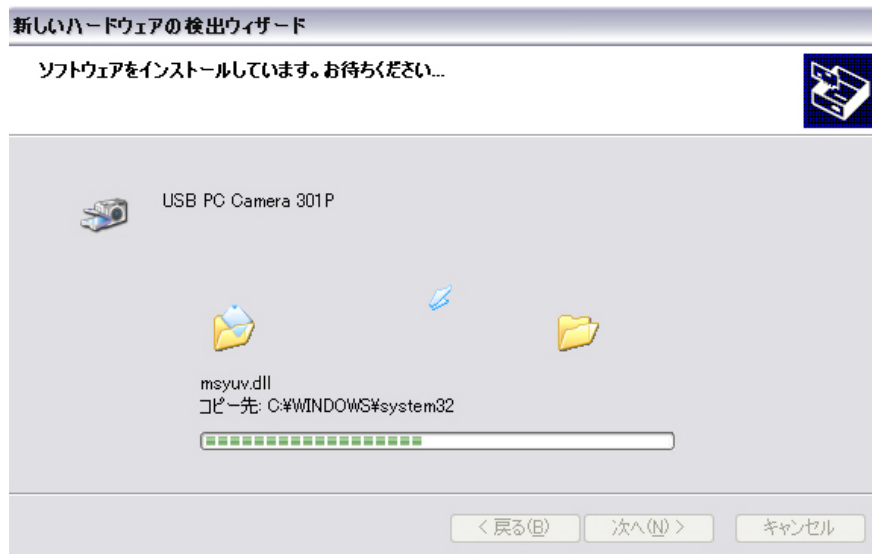 新しいハードウェアの検出ウィザード
ソフトウェアをインストールしています。お待ちください...
USB PC Camera 301P
msyuv.dll
コピー先: C:¥WINDOWS¥system32
< 戻る(B) 次へ(N) > キャンセル